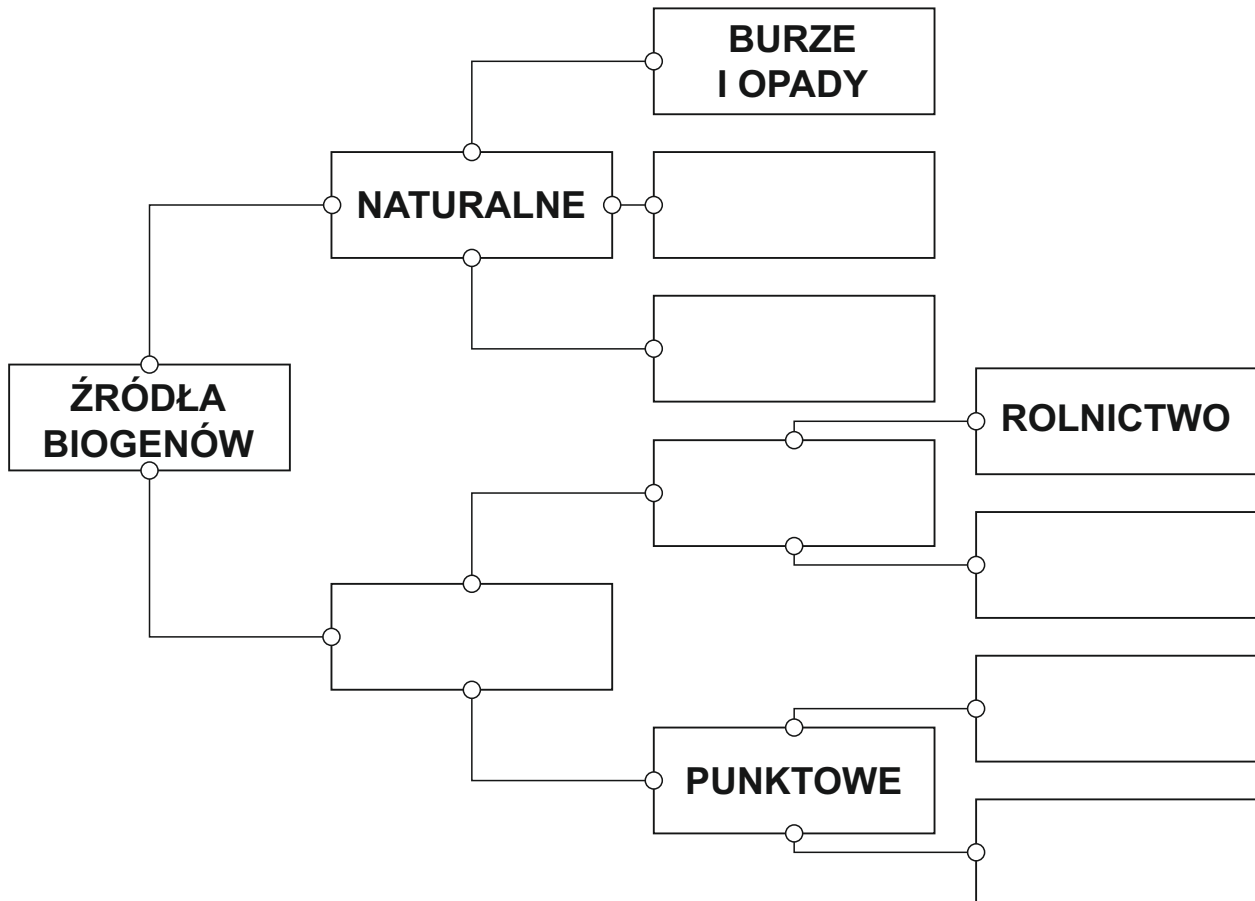 BURZE
I OPADY
NATURALNE
ŹRÓDŁA
BIOGENÓW
ROLNICTWO
PUNKTOWE